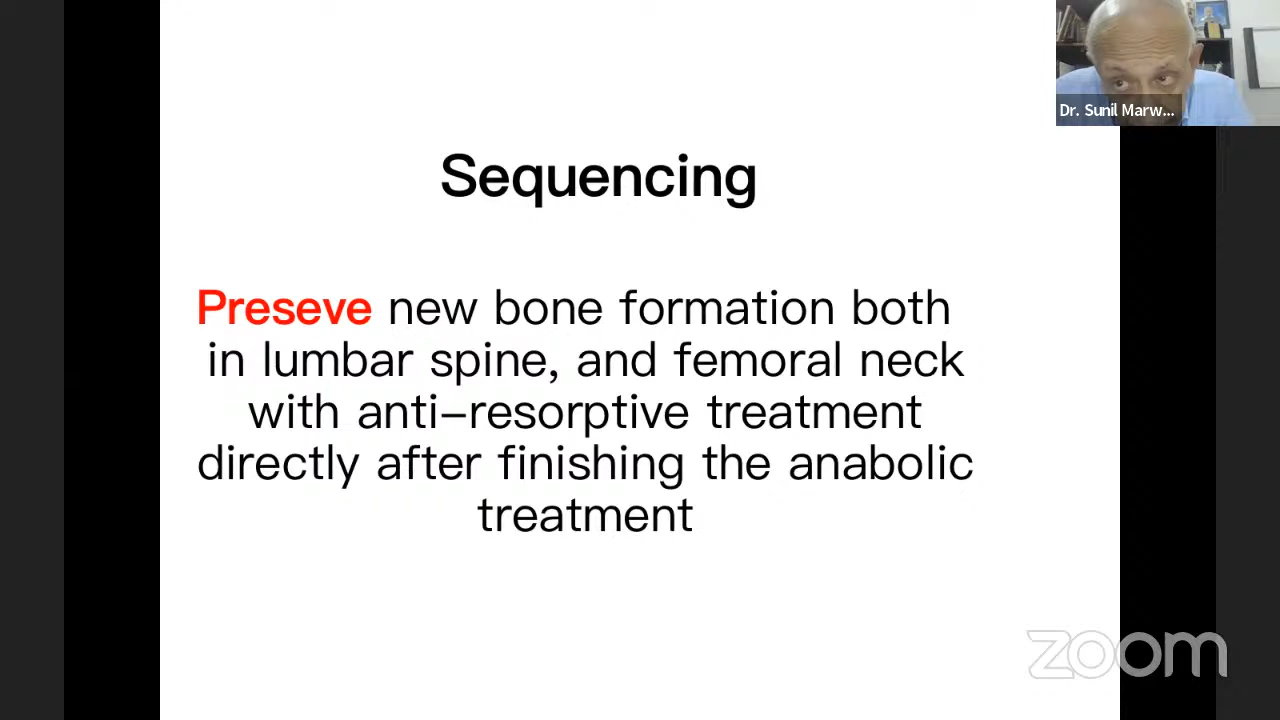 Dr. Sunil Marw...
Sequencing
Preseve new bone formation both
in lumbar spine, and femoral neck
with anti-resorptive treatment
directly after finishing the anabolic
treatment
zoom